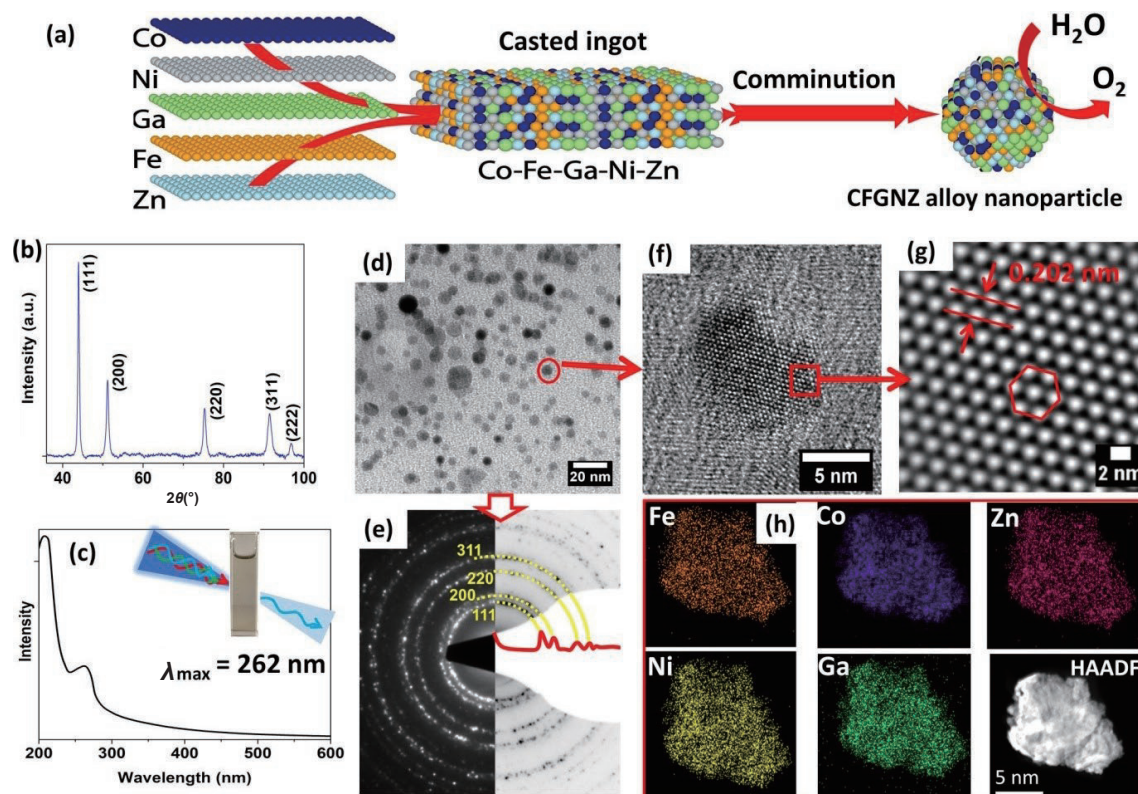 (a)
Co
Ni
Ga
Fe
Zn
Casted ingot
Co-Fe-Ga-Ni-Zn
Comminution
H₂O
O₂
CFGNZ alloy nanoparticle
(b)
Intensity (a.u.)
(111)
(200)
(220)
(311)
(222)
40
60
80
100
2θ(°)
(c)
Intensity
λmax = 262 nm
200
300
400
500
600
Wavelength (nm)
(d)
20 nm
(e)
311
220
200
111
(f)
5 nm
(g)
0.202 nm
2 nm
(h)
Fe
Co
Zn
Ni
Ga
HAADF
5 nm